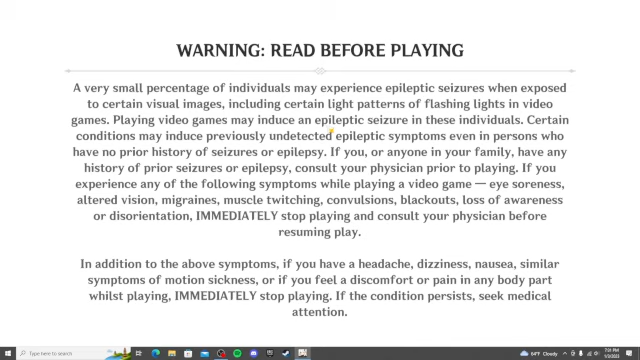 WARNING: READ BEFORE PLAYING
A very small percentage of individuals may experience epileptic seizures when exposed
to certain visual images, including certain light patterns of flashing lights in video
games. Playing video games may induce an epileptic seizure in these individuals. Certain
conditions may induce previously undetected epileptic symptoms even in persons who
have no prior history of seizures or epilepsy. If you, or anyone in your family, have any
history of prior seizures or epilepsy, consult your physician prior to playing. If you
experience any of the following symptoms while playing a video game — eye soreness,
altered vision, migraines, muscle twitching, convulsions, blackouts, loss of awareness
or disorientation, IMMEDIATELY stop playing and consult your physician before
resuming play.
In addition to the above symptoms, if you have a headache, dizziness, nausea, similar
symptoms of motion sickness, or if you feel a discomfort or pain in any body part
whilst playing, IMMEDIATELY stop playing. If the condition persists, seek medical
attention.
Type here to search
64°F Cloudy
7:01 PM